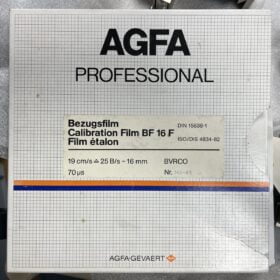 AGFA
PROFESSIONAL
Bezugsfilm DIN 15638-1
Calibration Film BF 16 F
Film étalon ISO/DIS 4834-82
19 cm/s ≙ 25 B/s - 16 mm BVRCO
70 µs Nr.
AGFA-GEVAERT